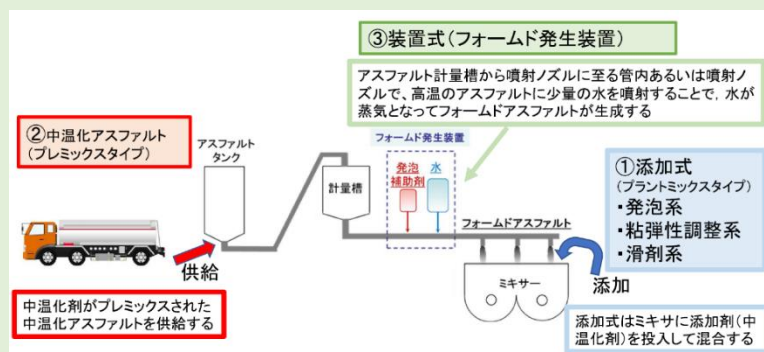 ③装置式(フォームド発生装置)
アスファルト計量槽から噴射ノズルに至る管内あるいは噴射ノ
ズルで、高温のアスファルトに少量の水を噴射することで，水が
蒸気となってフォームドアスファルトが生成する
②中温化アスファルト
(プレミックスタイプ)
アスファルト
タンク
計量槽
フォームド発生装置
発泡
補助剤
水
フォームドアスファルト
①添加式
(プラントミックスタイプ)
・発泡系
・粘弾性調整系
・滑剤系
供給
ミキサー
添加
中温化剤がプレミックスされた
中温化アスファルトを供給する
添加式はミキサに添加剤(中
温化剤)を投入して混合する